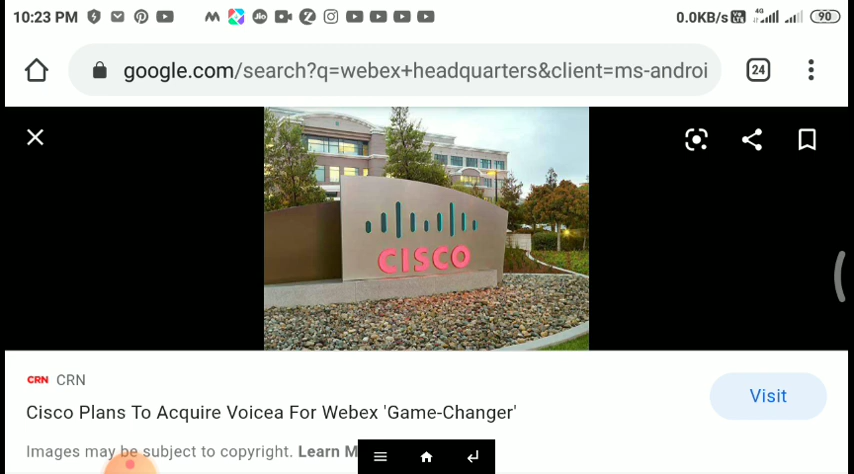 10:23 PM
0.0KB/s
4G
90
google.com/search?q=webex+headquarters&client=ms-androi
24
CISCO
CRN CRN
Cisco Plans To Acquire Voicea For Webex 'Game-Changer'
Visit
Images may be subject to copyright. Learn M